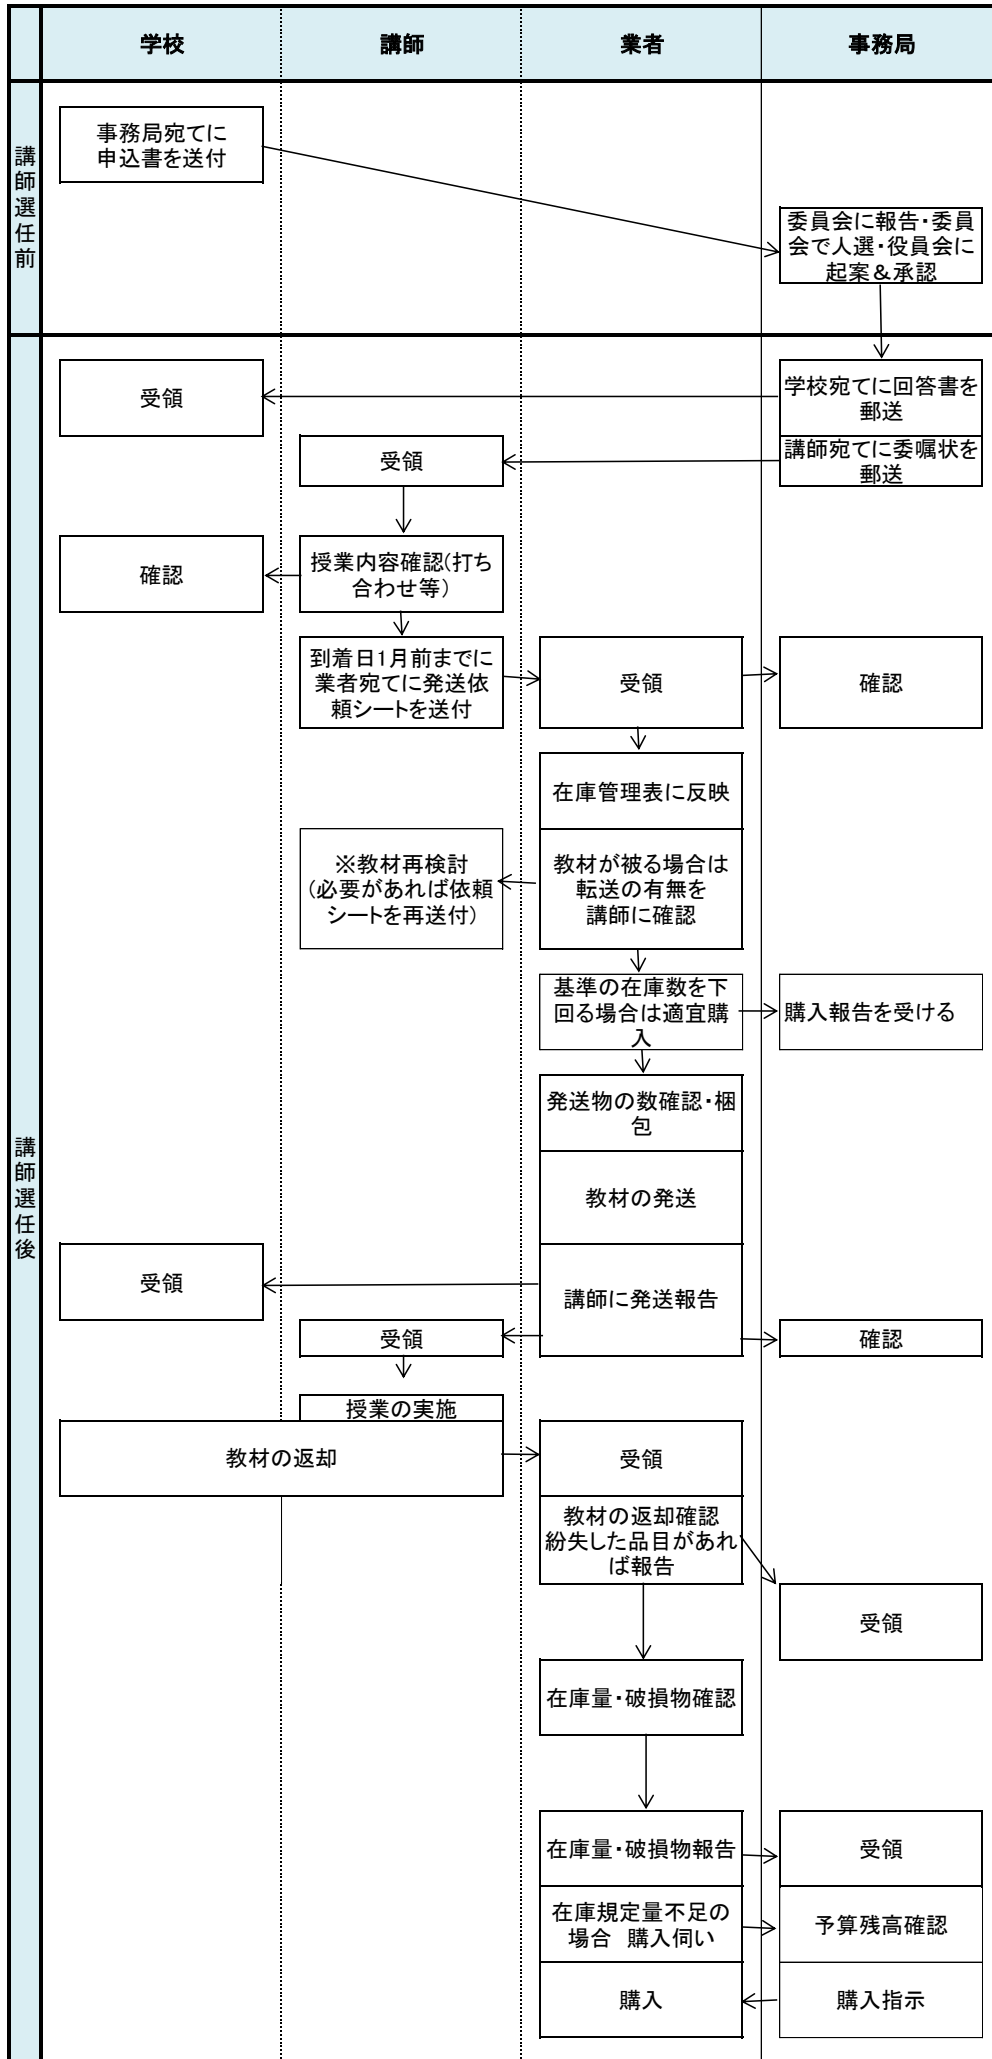 学校
講師
業者
事務局
講師選任前
事務局宛てに
申込書を送付
委員会に報告・委員
会で人選・役員会に
起案＆承認
講師選任後
学校宛てに回答書を
郵送
受領
講師宛てに委嘱状を
郵送
受領
授業内容確認(打ち
合わせ等)
確認
到着日1月前までに
業者宛てに発送依
頼シートを送付
受領
確認
在庫管理表に反映
教材が被る場合は
転送の有無を
講師に確認
※教材再検討
(必要があれば依頼
シートを再送付)
基準の在庫数を下
回る場合は適宜購
入
購入報告を受ける
発送物の数確認・梱
包
教材の発送
受領
講師に発送報告
受領
確認
授業の実施
教材の返却
受領
教材の返却確認
紛失した品目があれ
ば報告
受領
在庫量・破損物確認
在庫量・破損物報告
受領
在庫規定量不足の
場合　購入伺い
予算残高確認
購入
購入指示